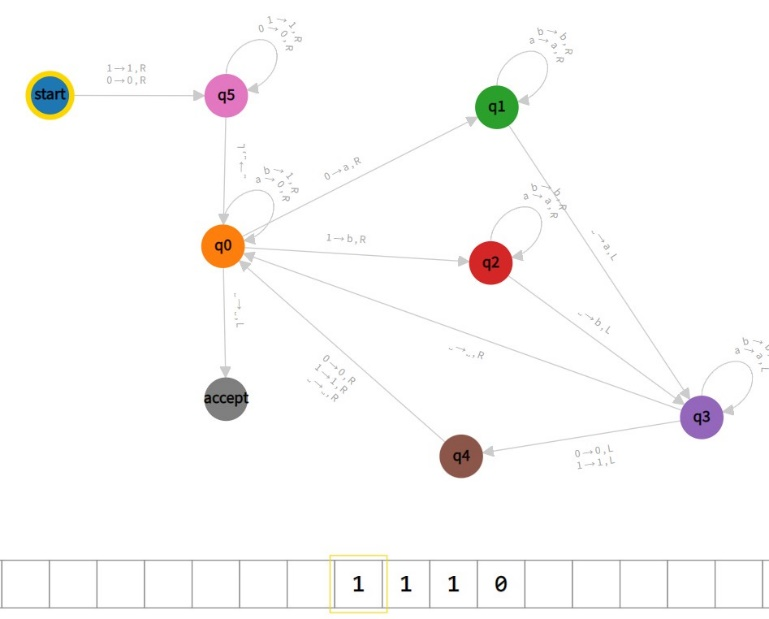 start
1→1,R
0→0,R
q5
1→1,R
0→0,R
b→b,R
a→a,R
q1
b→1,R
a→0,R
0→a,R
q0
1→b,R
b→b,R
a→a,R
q2
_→a,L
_→b,L
_→_,L
_→_,R
accept
0→0,R
1→1,R
_→_,R
a→a,L
q3
q4
0→0,L
1→1,L
1 1 1 0